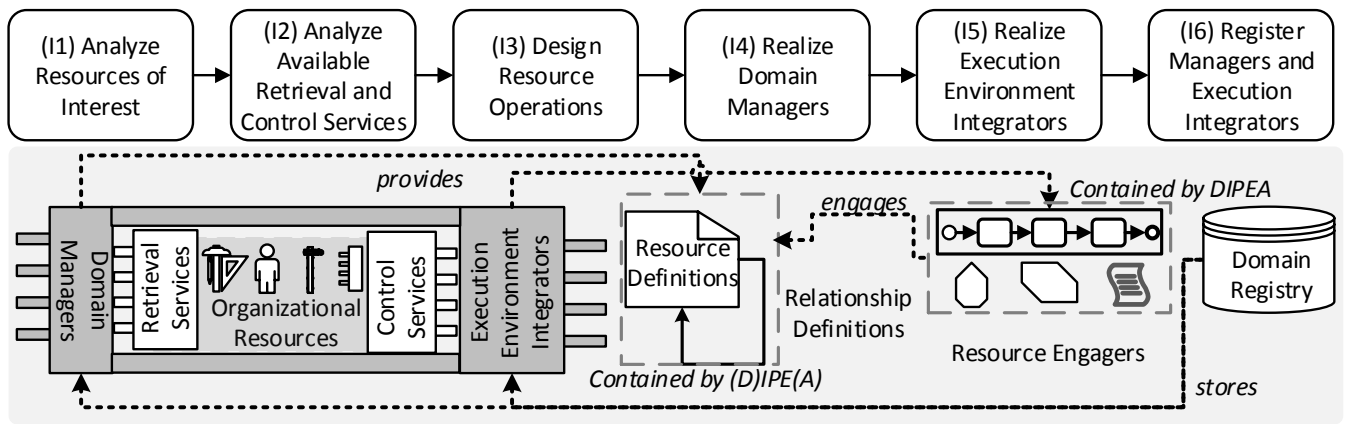 (I1) Analyze
Resources of
Interest
(I2) Analyze
Available
Retrieval and
Control Services
(I3) Design
Resource
Operations
(I4) Realize
Domain
Managers
(I5) Realize
Execution
Environment
Integrators
(I6) Register
Managers and
Execution
Integrators
provides
engages
Contained by DIPEA
Domain
Managers
Retrieval
Services
Organizational
Resources
Control
Services
Execution
Environment
Integrators
Resource
Definitions
Relationship
Definitions
Contained by (D)IPE(A)
Resource Engagers
Domain
Registry
stores